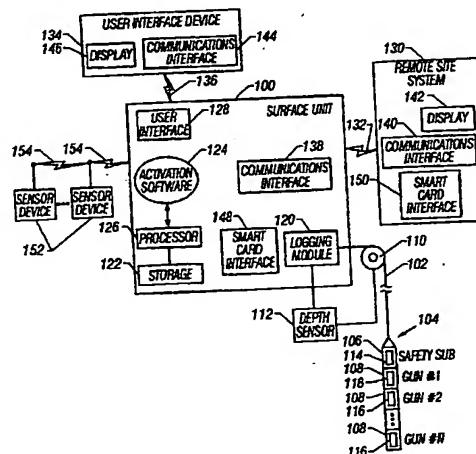 USER INTERFACE DEVICE
134
146
DISPLAY
COMMUNICATIONS
INTERFACE
144
136
100
130
REMOTE SITE
SYSTEM
142
DISPLAY
140
COMMUNICATIONS
INTERFACE
150
SMART
CARD
INTERFACE
132
SURFACE UNIT
USER
INTERFACE
128
124
ACTIVATION
SOFTWARE
138
COMMUNICATIONS
INTERFACE
154
154
SENSOR
DEVICE
SENSOR
DEVICE
152
126
PROCESSOR
122
STORAGE
148
SMART
CARD
INTERFACE
120
LOGGING
MODULE
110
102
112
DEPTH
SENSOR
104
106
114
SAFETY SUB
108
118
GUN #1
108
116
GUN #2
108
116
GUN #N